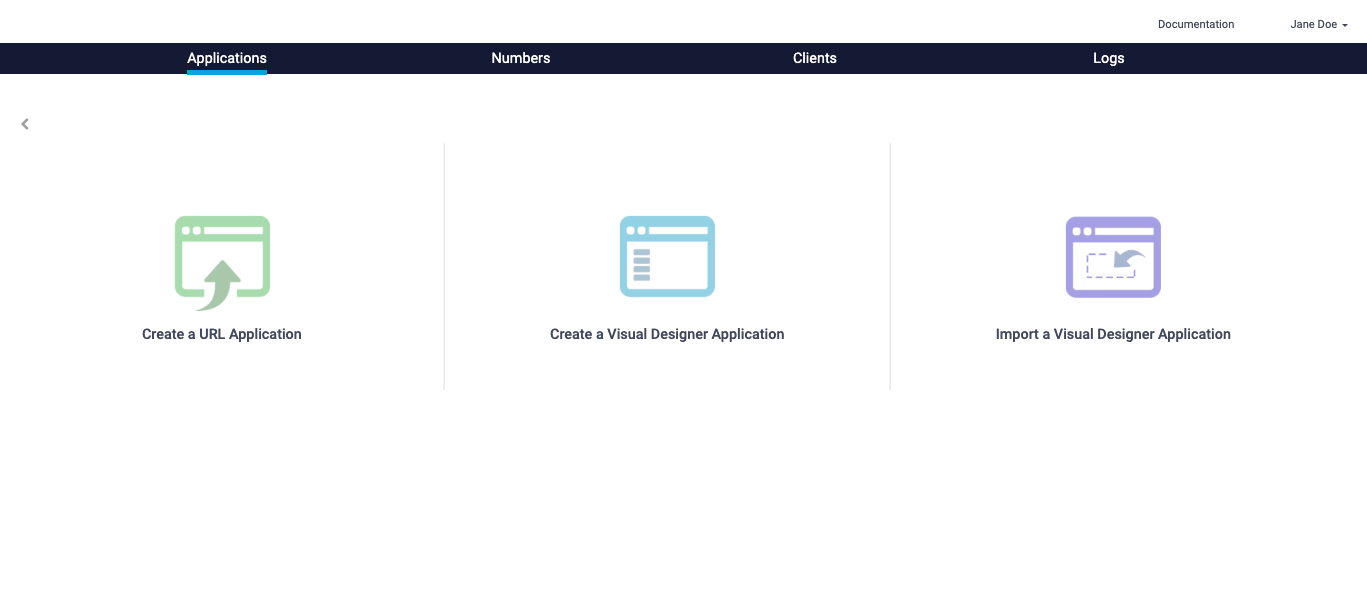 Documentation
Jane Doe
Applications
Numbers
Clients
Logs
Create a URL Application
Create a Visual Designer Application
Import a Visual Designer Application